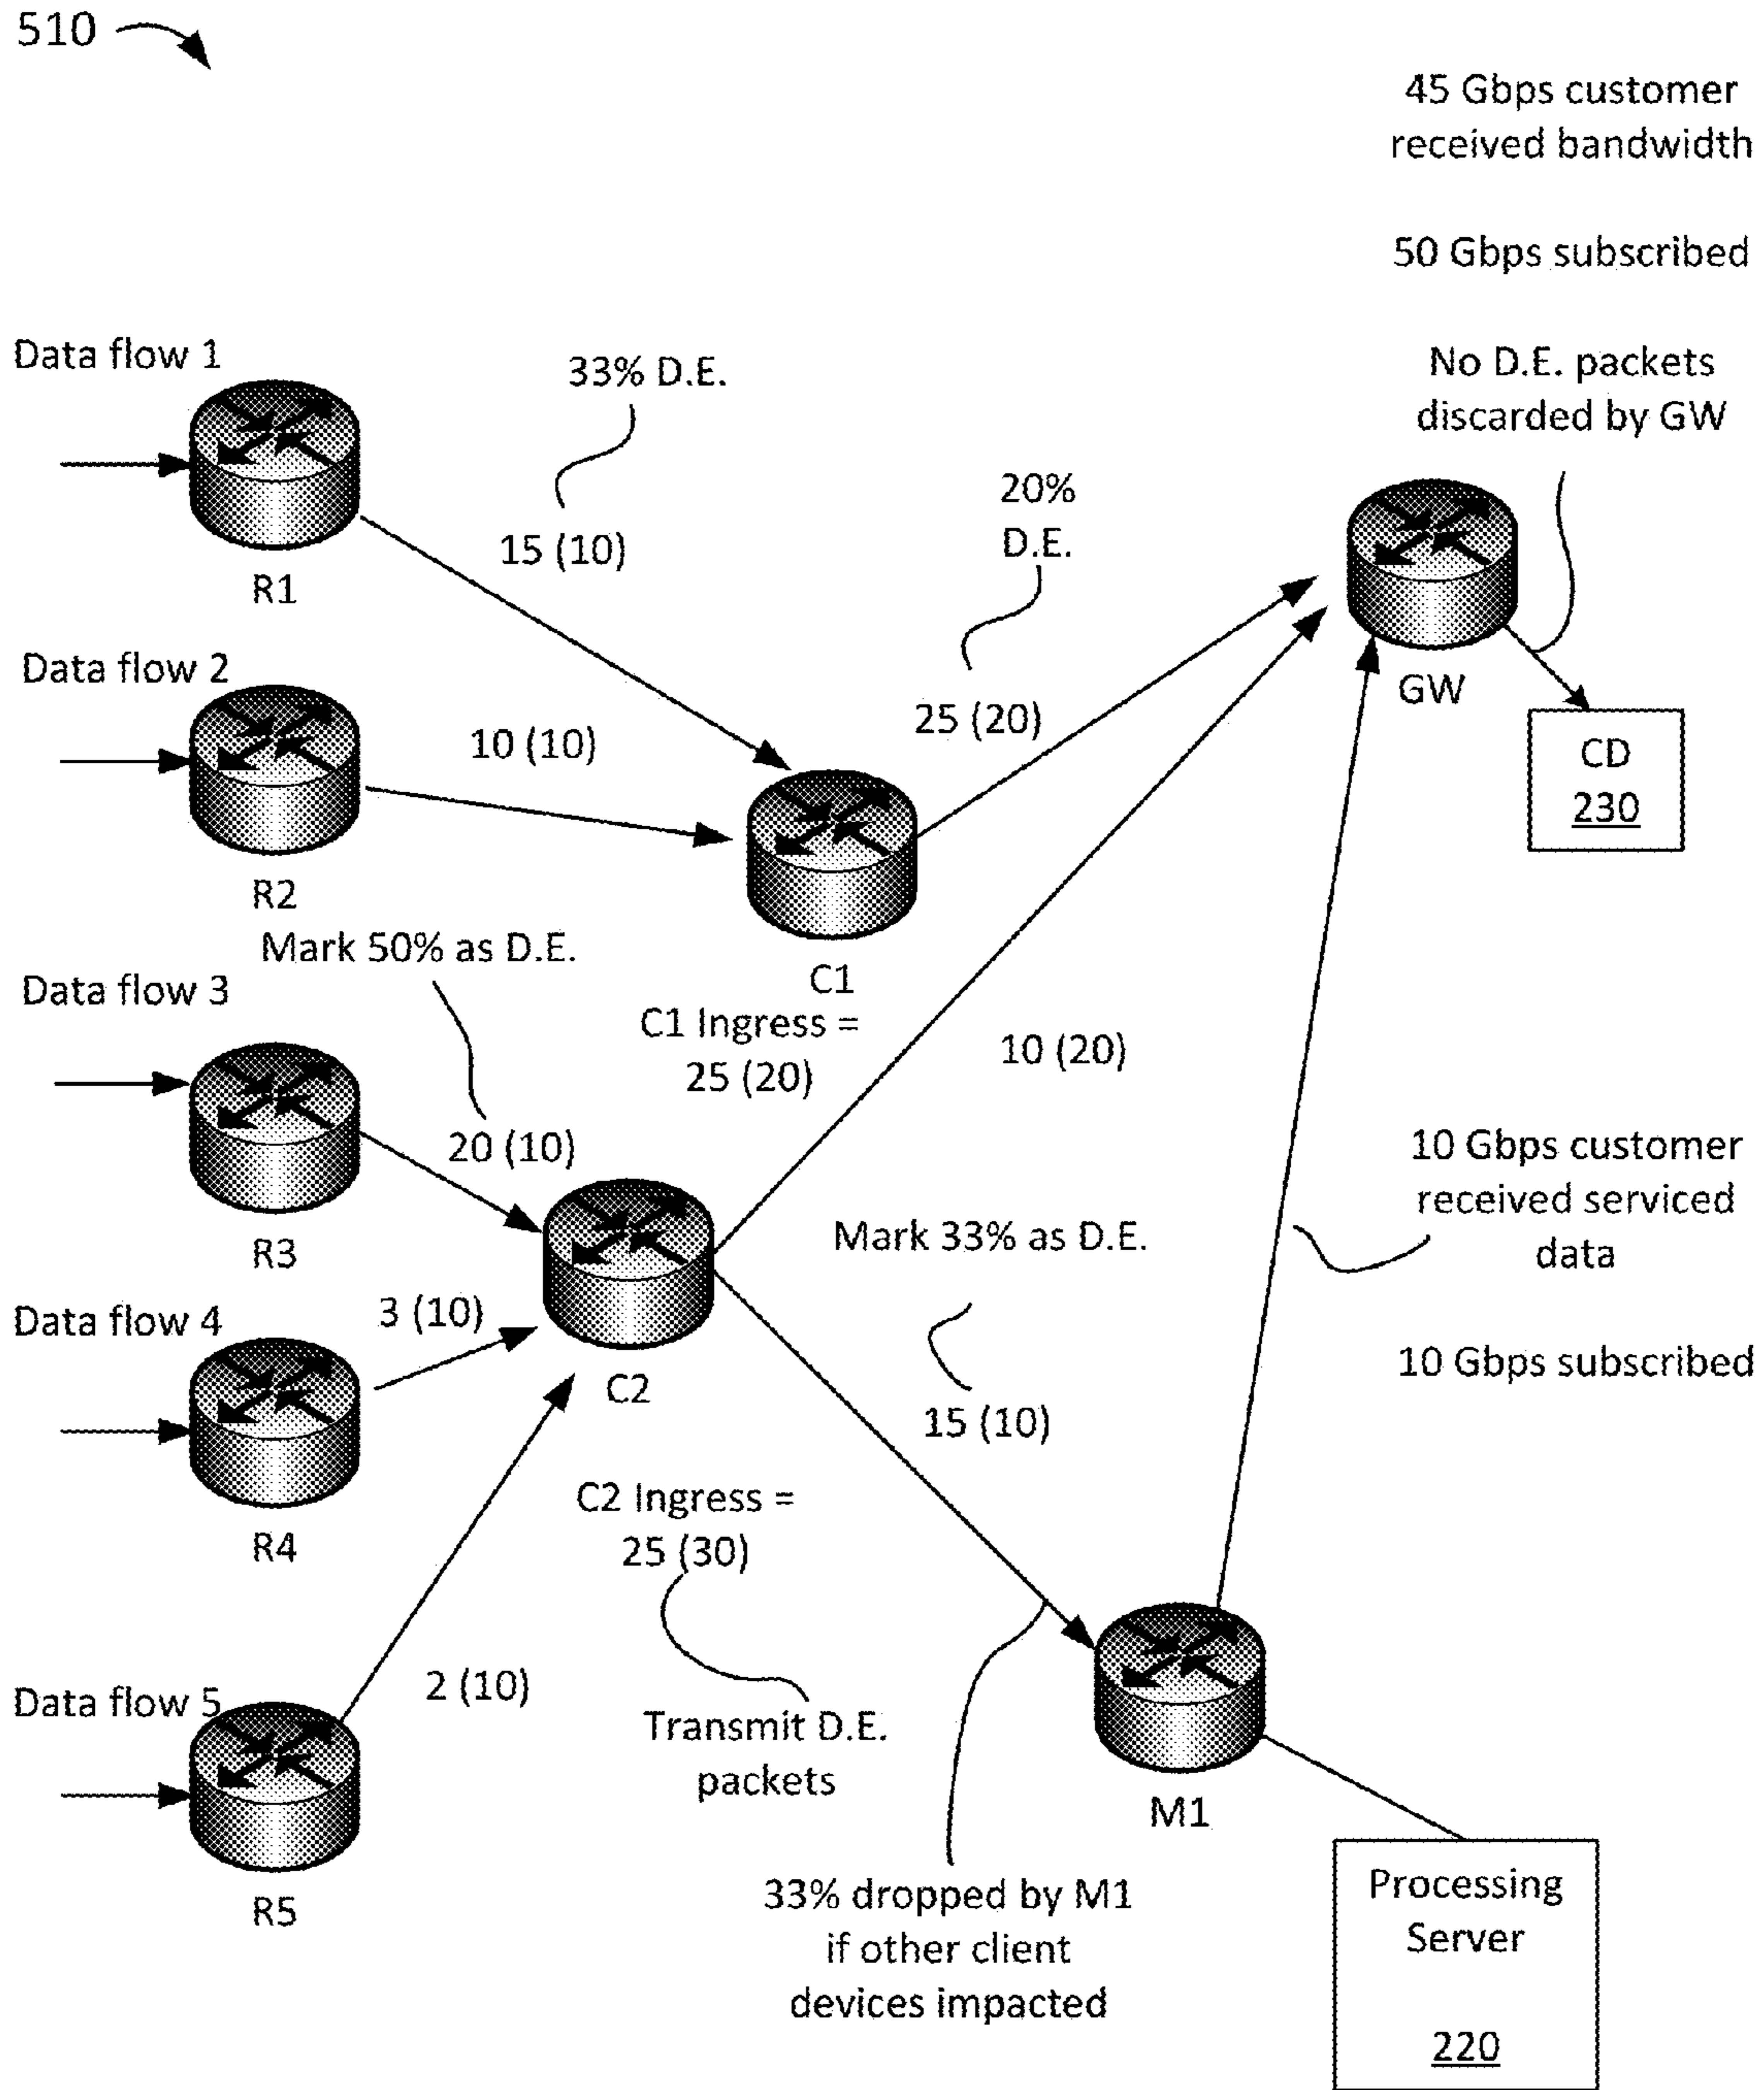 510
45 Gbps customer
received bandwidth
50 Gbps subscribed
Data flow 1
33% D.E.
No D.E. packets
discarded by GW
15 (10)
R1
20%
D.E.
Data flow 2
10 (10)
25 (20)
GW
CD
230
R2
Mark 50% as D.E.
C1
Data flow 3
C1 Ingress =
25 (20)
10 (20)
20 (10)
10 Gbps customer
received serviced
data
R3
Mark 33% as D.E.
Data flow 4
3 (10)
10 Gbps subscribed
C2
15 (10)
R4
C2 Ingress =
25 (30)
Data flow 5
2 (10)
Transmit D.E.
packets
M1
R5
33% dropped by M1
if other client
devices impacted
Processing
Server
220